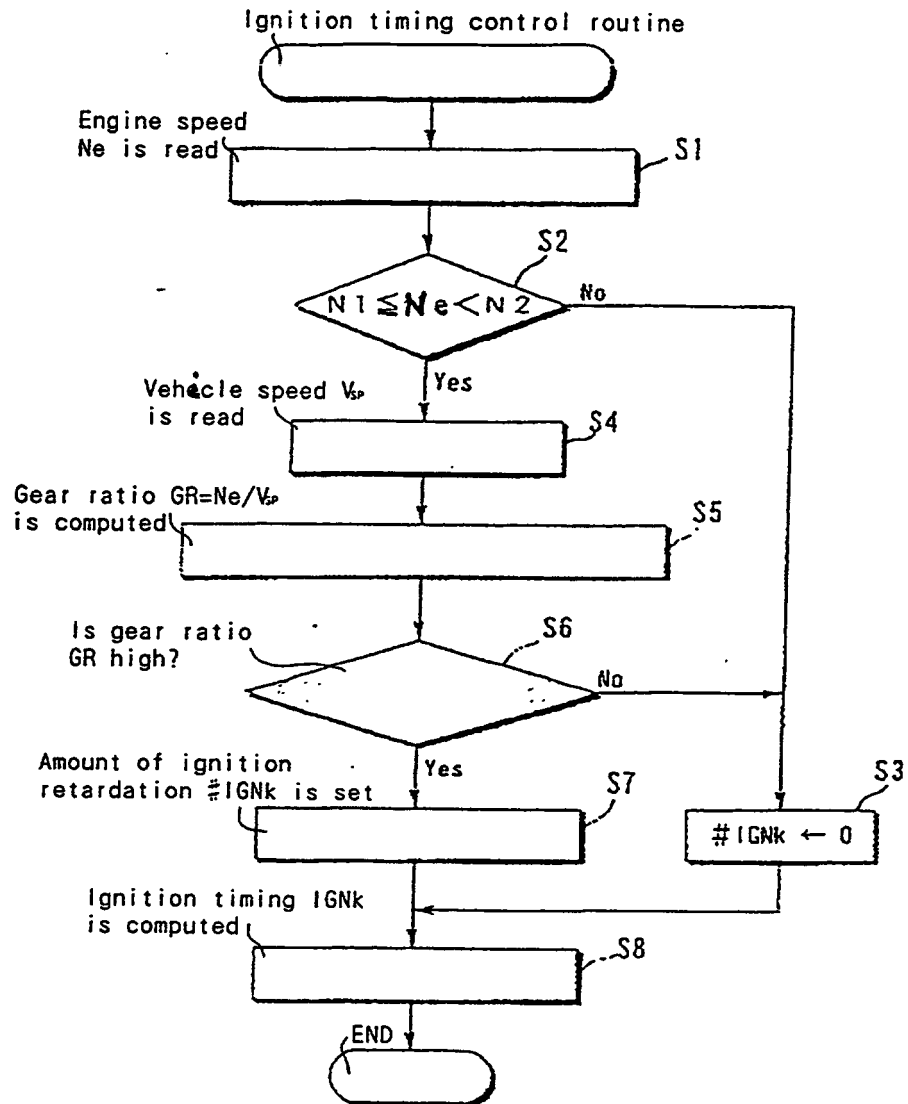 Ignition timing control routine
Engine speed
Ne is read
S1
S2
N1≦Ne<N2
No
Yes
Vehicle speed VSP
is read
S4
Gear ratio GR=Ne/VSP
is computed
S5
Is gear ratio
GR high?
S6
No
Yes
Amount of ignition
retardation #IGNk is set
S7
S3
#IGNk ← 0
Ignition timing IGNk
is computed
S8
END